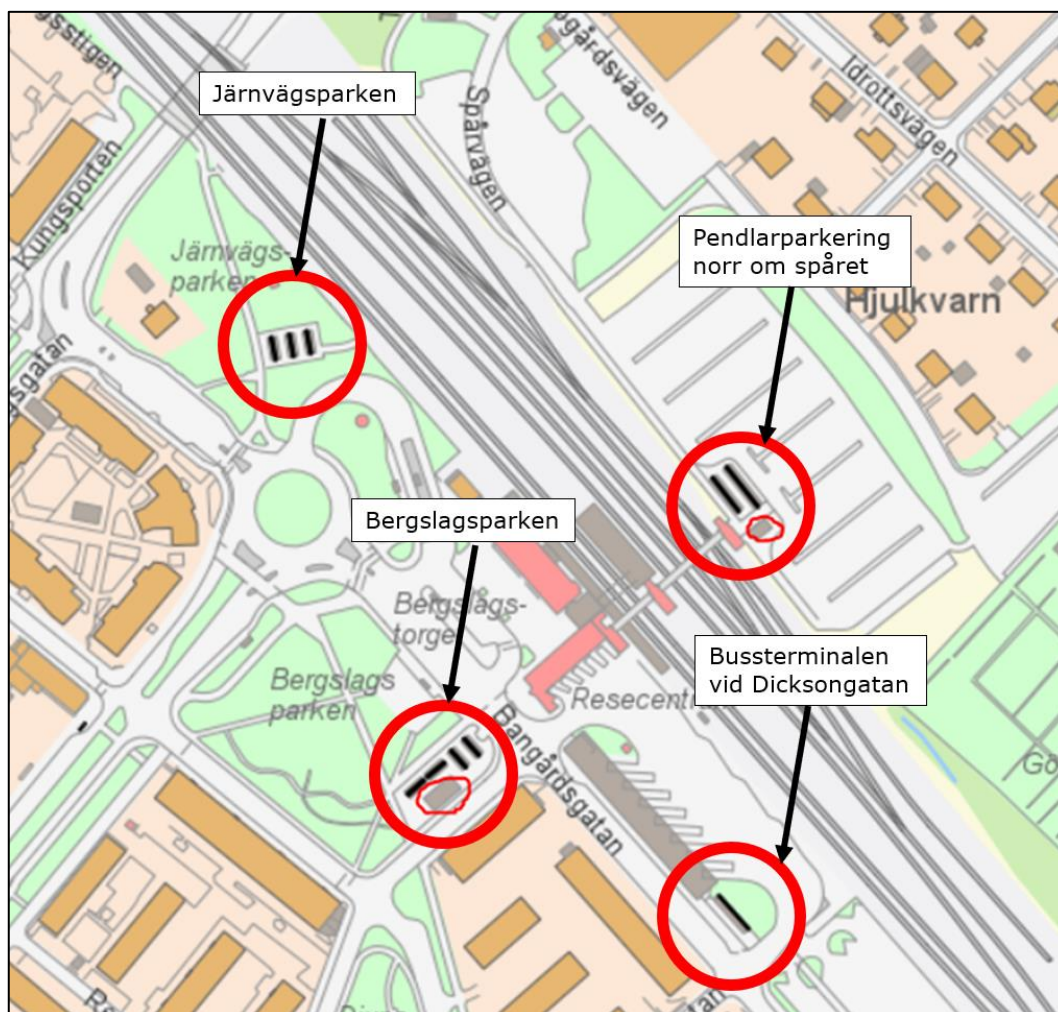 Järnvägsparken
Spårvägen
Idrottsvägen
Kungsporten
Järnvägs-
parken
Pendlarparkering
norr om spåret
Hjulkvarn
Bergslagsparken
Bergslags-
torget
Bergslags
parken
Bussterminalen
vid Dicksongatan
Resecentrum
Bangårdsgatan